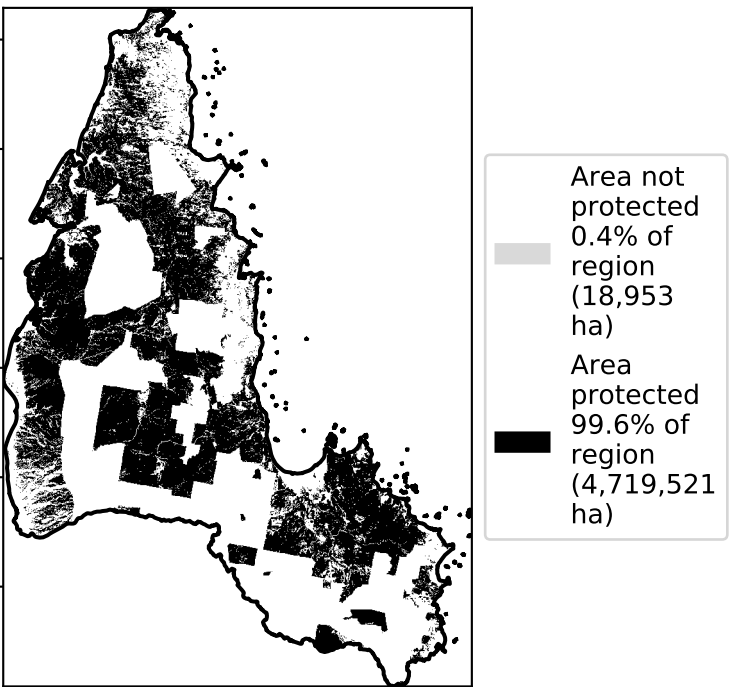 Area not
protected
0.4% of
region
(18,953
ha)
Area
protected
99.6% of
region
(4,719,521
ha)